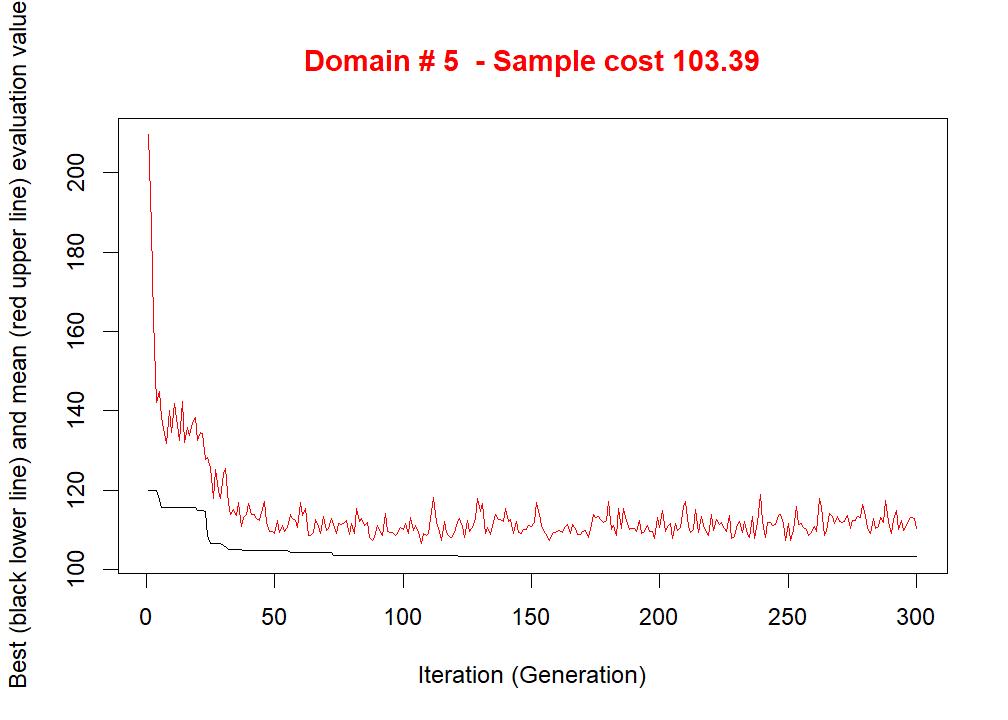 Domain # 5  - Sample cost 103.39
Best (black lower line) and mean (red upper line) evaluation value
200
180
160
140
120
100
0 50 100 150 200 250 300
Iteration (Generation)